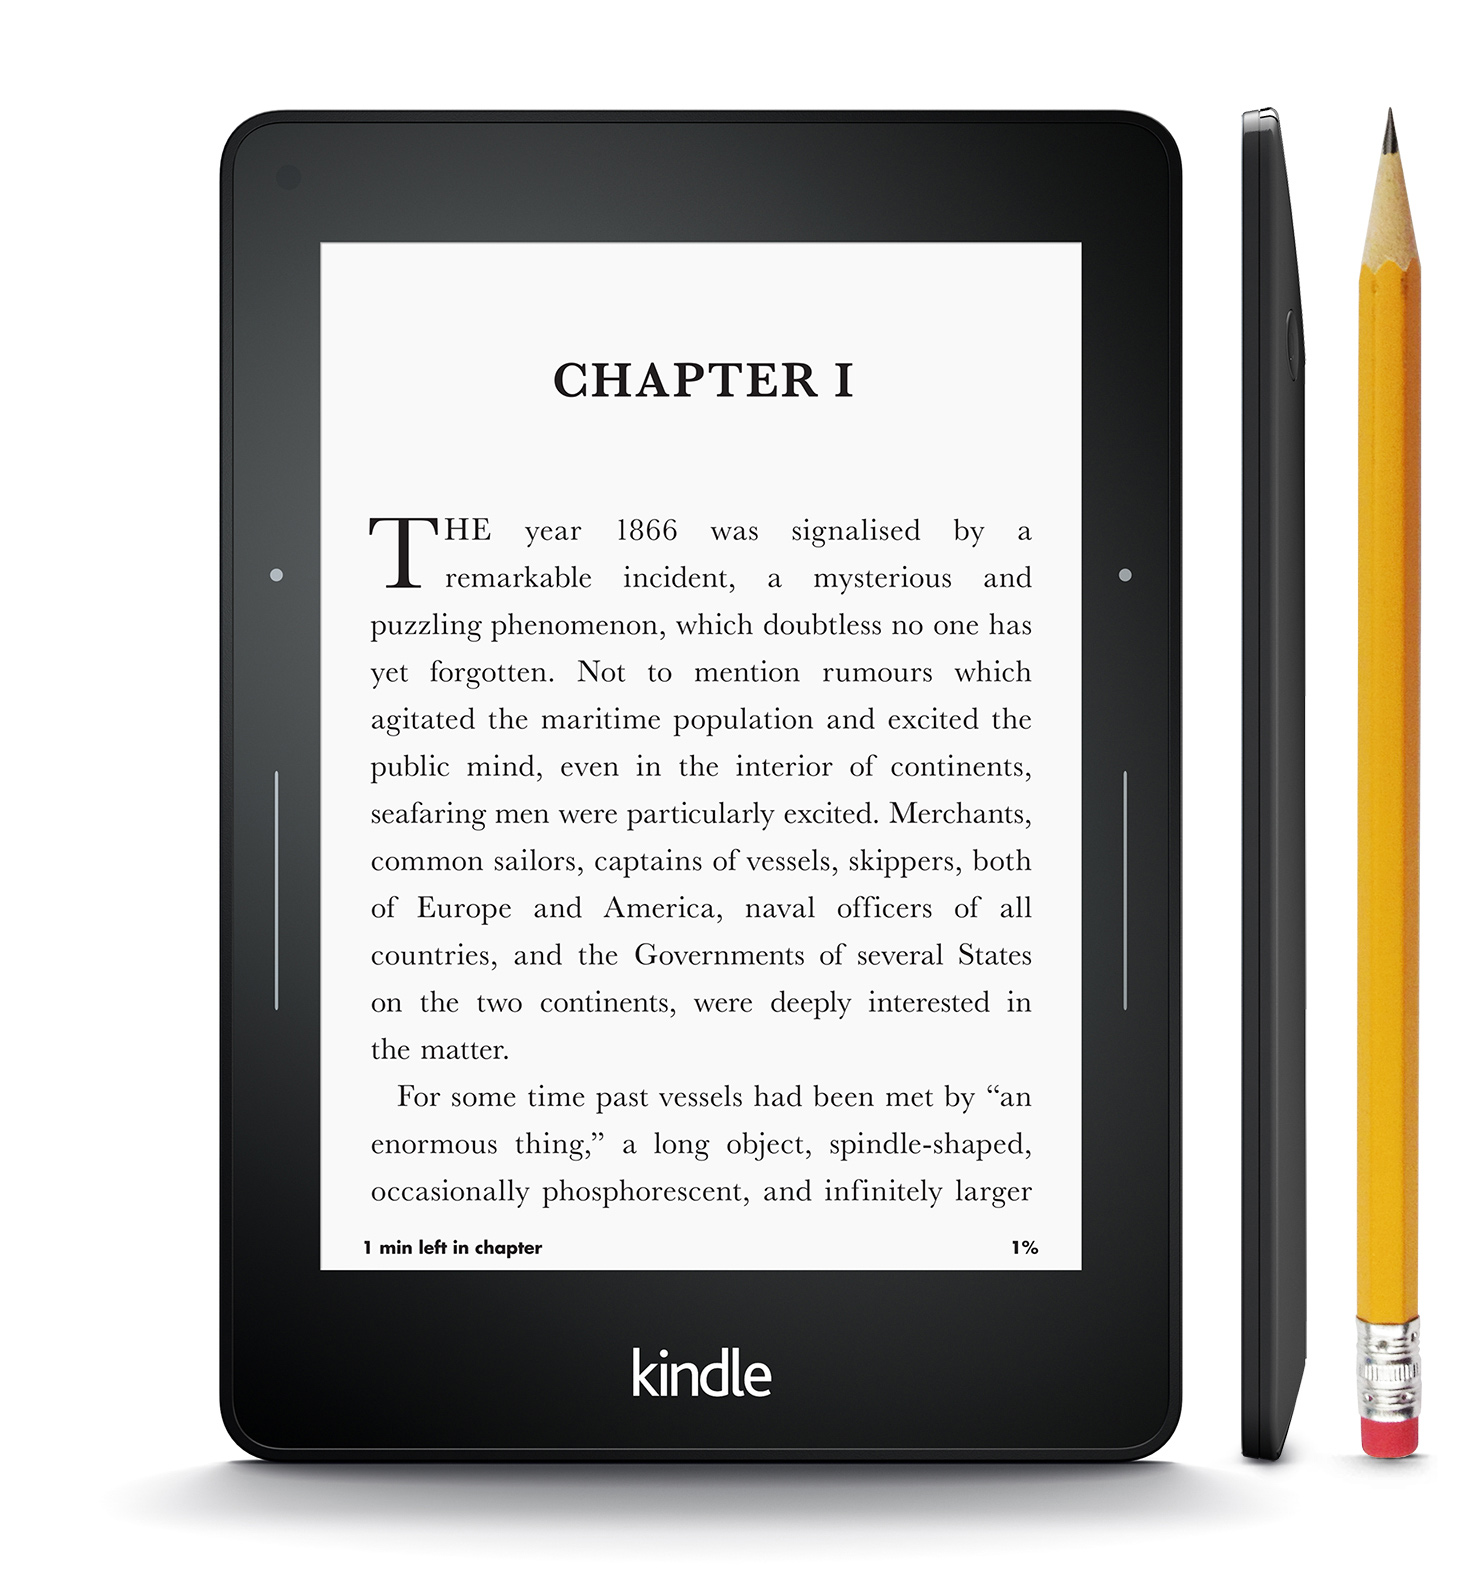 CHAPTER I
THE year 1866 was signalised by a
remarkable incident, a mysterious and
puzzling phenomenon, which doubtless no one has
yet forgotten. Not to mention rumours which
agitated the maritime population and excited the
public mind, even in the interior of continents,
seafaring men were particularly excited. Merchants,
common sailors, captains of vessels, skippers, both
of Europe and America, naval officers of all
countries, and the Governments of several States
on the two continents, were deeply interested in
the matter.
For some time past vessels had been met by “an
enormous thing,” a long object, spindle-shaped,
occasionally phosphorescent, and infinitely larger
1 min left in chapter 1%
kindle